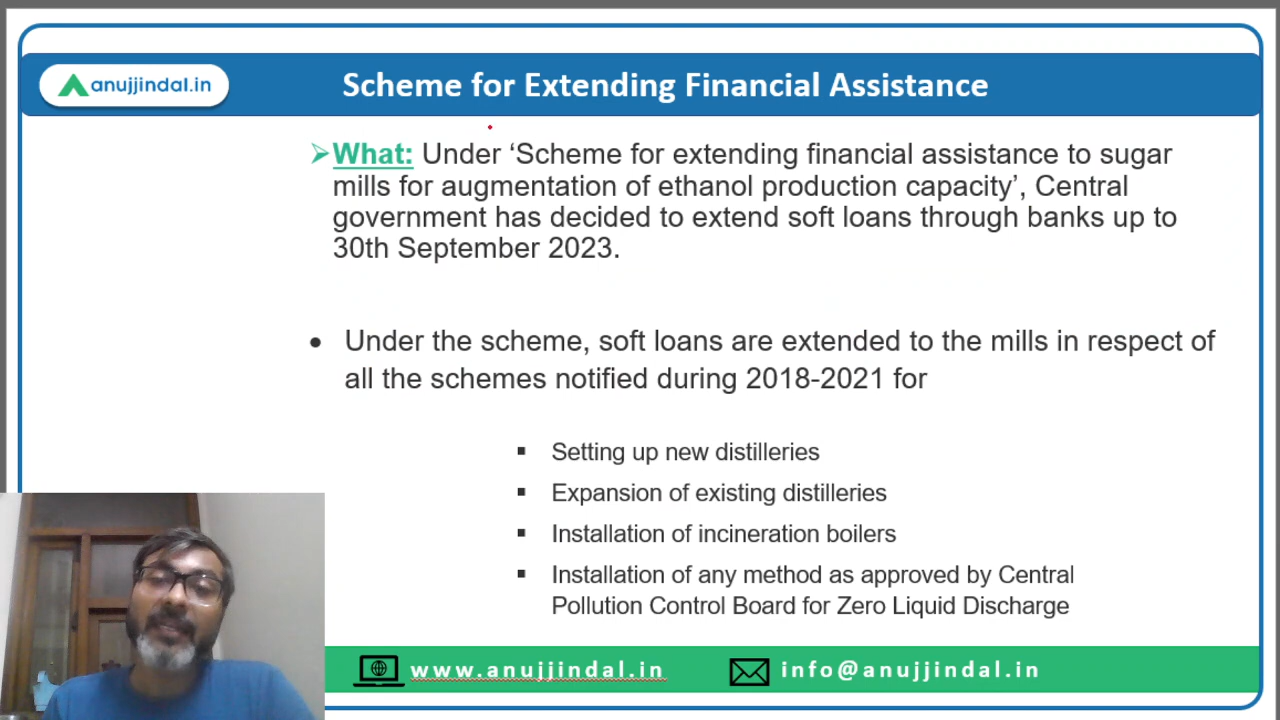 anujjindal.in
Scheme for Extending Financial Assistance
What: Under ‘Scheme for extending financial assistance to sugar
mills for augmentation of ethanol production capacity’, Central
government has decided to extend soft loans through banks up to
30th September 2023.
Under the scheme, soft loans are extended to the mills in respect of
all the schemes notified during 2018-2021 for
Setting up new distilleries
Expansion of existing distilleries
Installation of incineration boilers
Installation of any method as approved by Central
Pollution Control Board for Zero Liquid Discharge
www.anujjindal.in
info@anujjindal.in